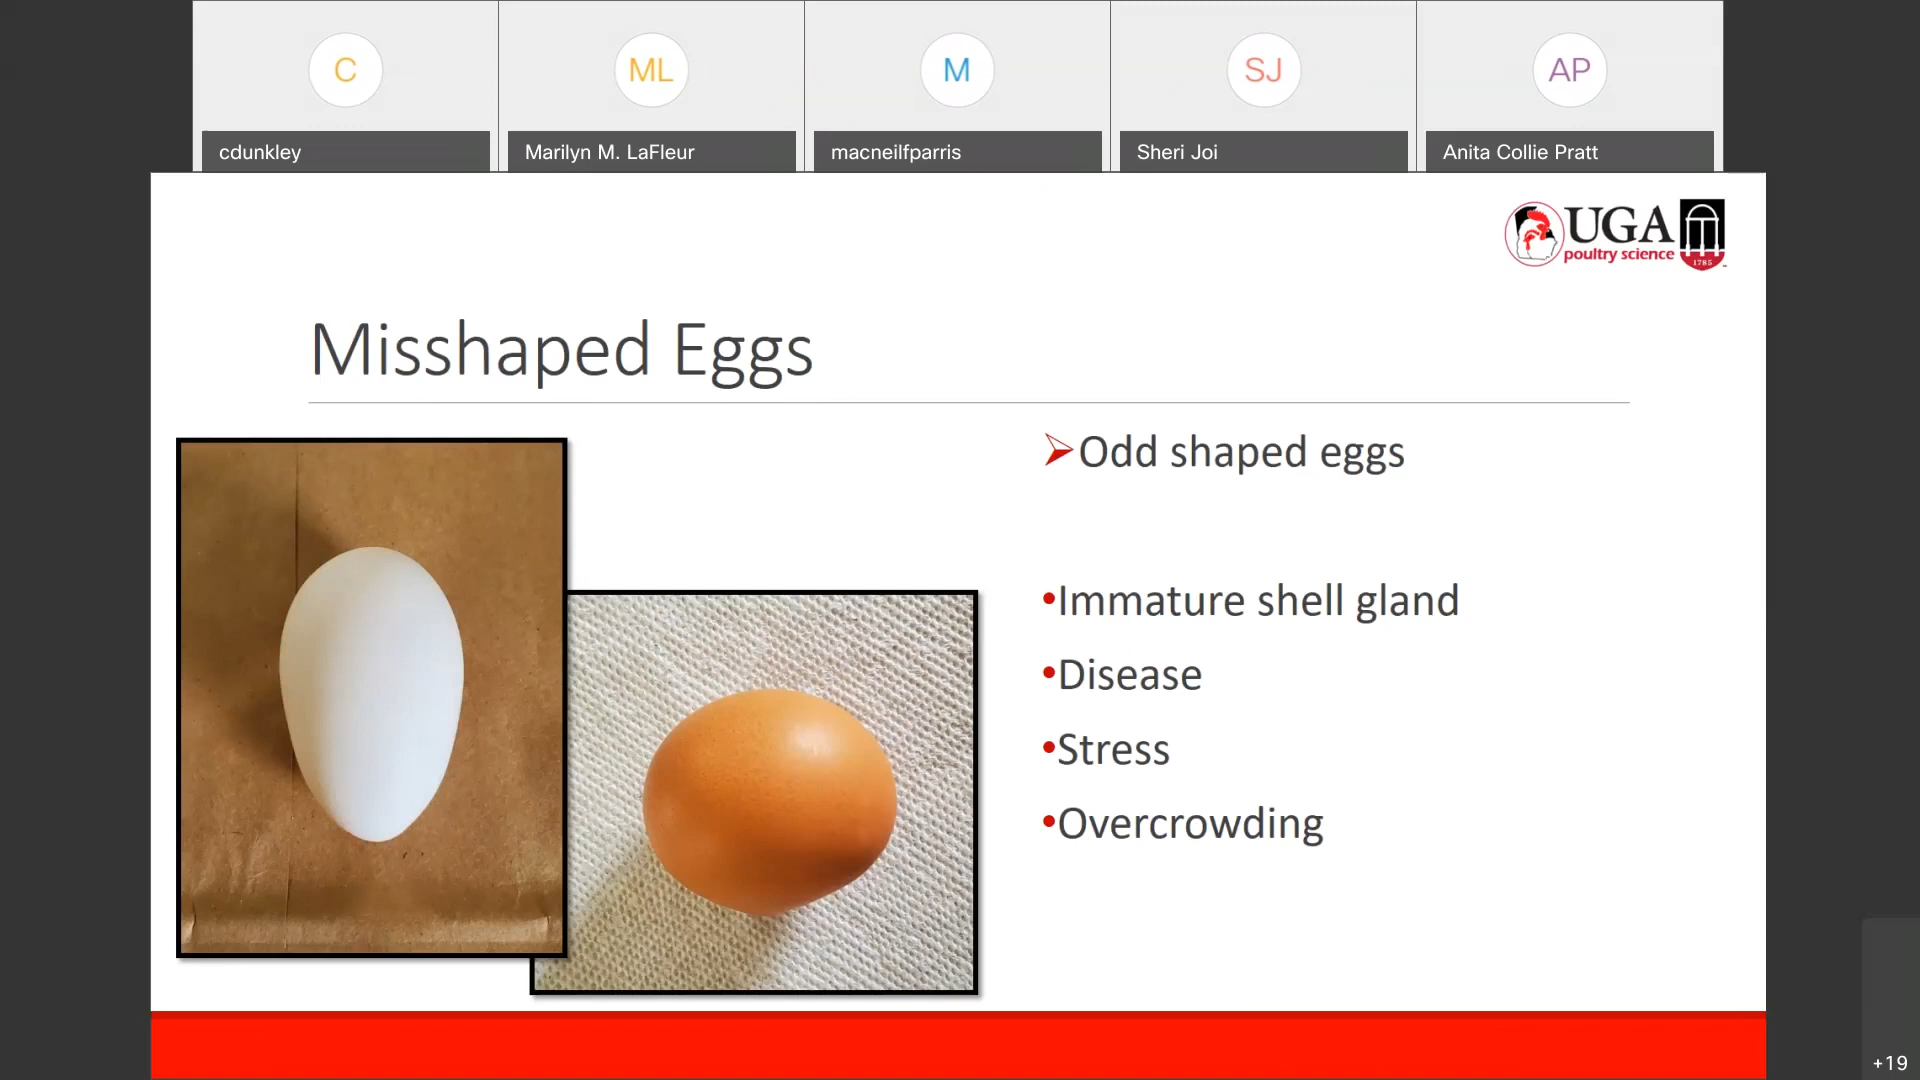 C
ML
M
SJ
AP
cdunkley
Marilyn M. LaFleur
macneilfparris
Sheri Joi
Anita Collie Pratt
UGA
poultry science
1785
Misshaped Eggs
Odd shaped eggs
•Immature shell gland
•Disease
•Stress
•Overcrowding
+19